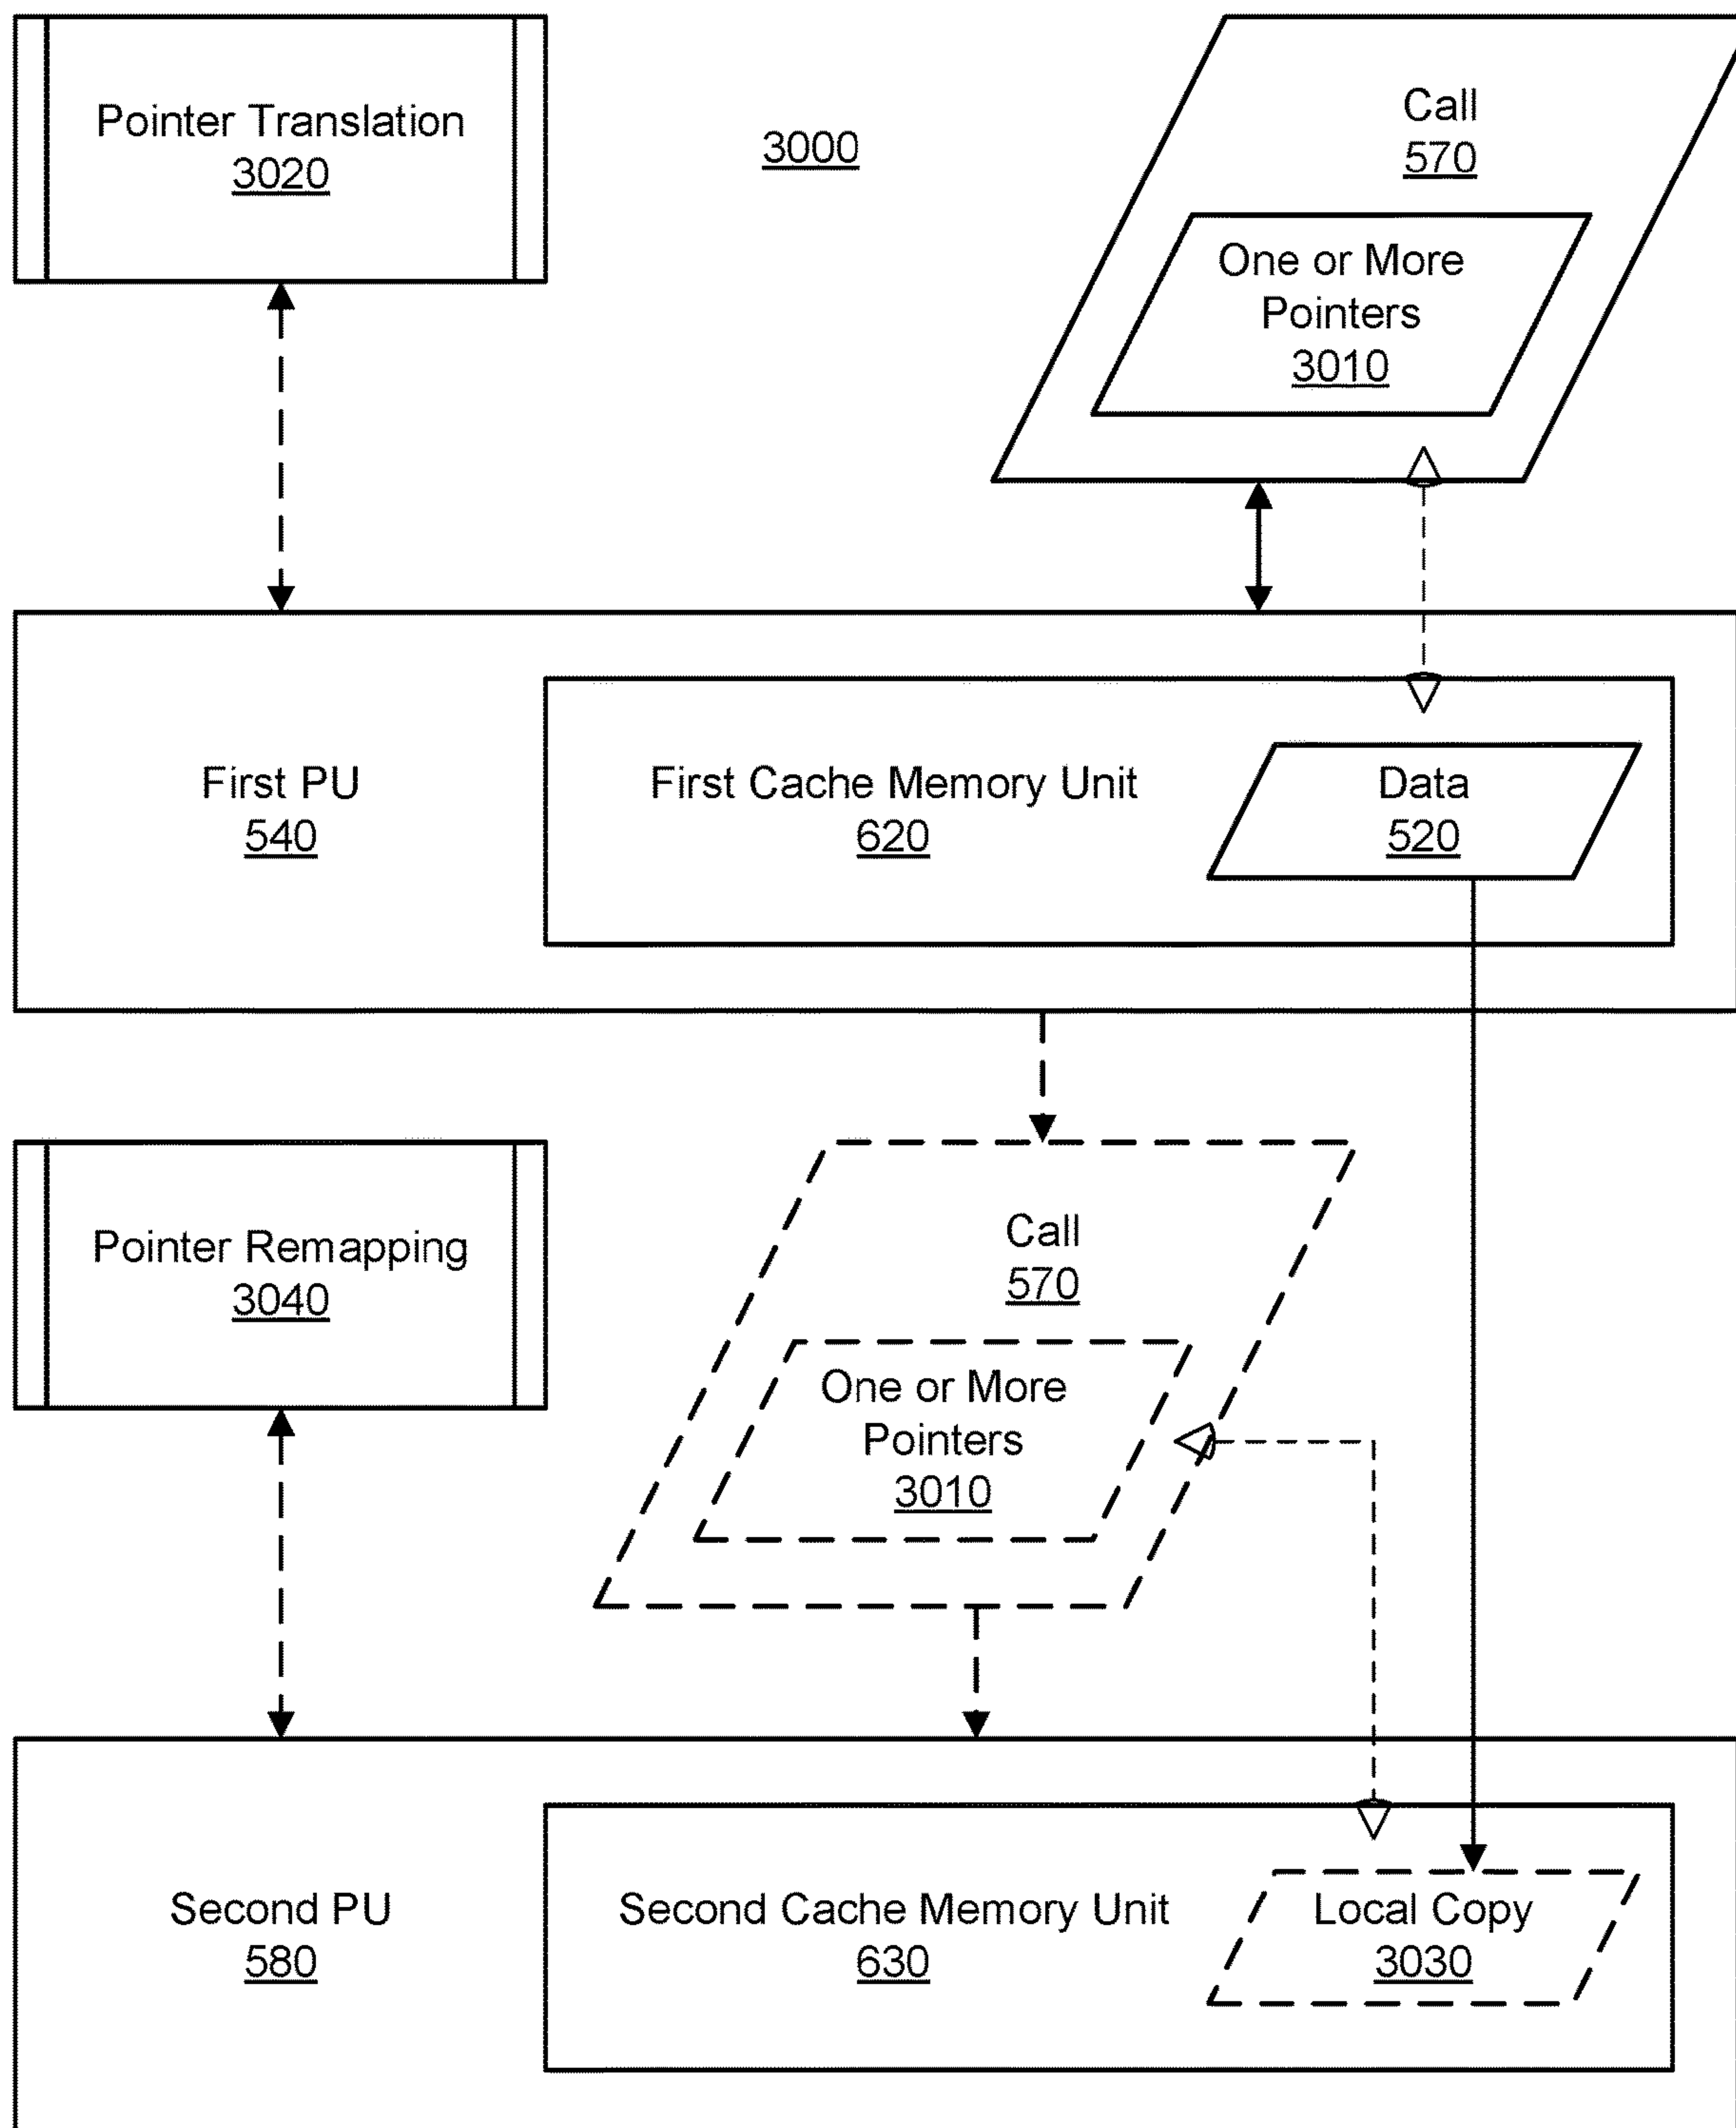 Pointer Translation
3020
3000
Call
570
One or More
Pointers
3010
First PU
540
First Cache Memory Unit
620
Data
520
Pointer Remapping
3040
Call
570
One or More
Pointers
3010
Second PU
580
Second Cache Memory Unit
630
Local Copy
3030